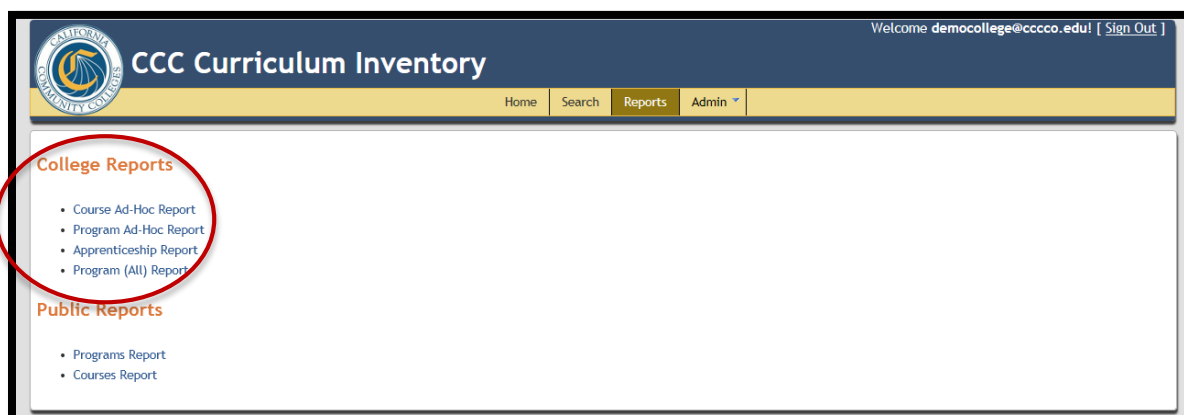 Welcome democollege@cccco.edu! [ Sign Out ]
CALIFORNIA
COMMUNITY COLLEGES
CCC Curriculum Inventory
Home Search Reports Admin
College Reports
• Course Ad-Hoc Report
• Program Ad-Hoc Report
• Apprenticeship Report
• Program (All) Report
Public Reports
• Programs Report
• Courses Report